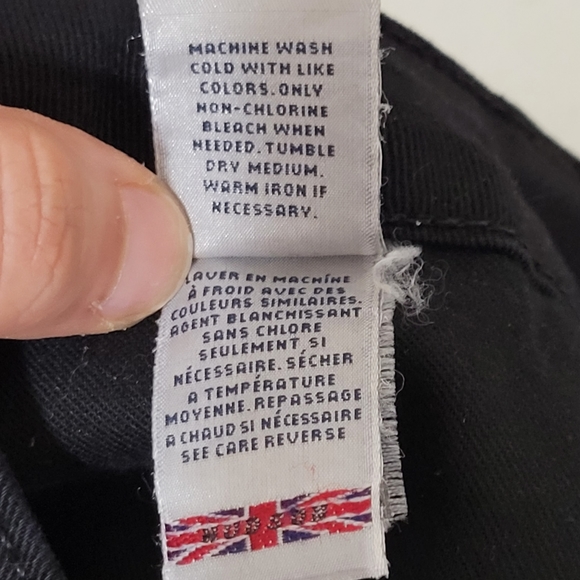 MACHINE WASH
COLD WITH LIKE
COLORS. ONLY
NON-CHLORINE
BLEACH WHEN
NEEDED. TUMBLE
DRY MEDIUM.
WARM IRON IF
NECESSARY.
LAVER EN MACHINE
À FROID AVEC DES
COULEURS SIMILAIRES.
AGENT BLANCHISSANT
SANS CHLORE
SEULEMENT SI
NÉCESSAIRE. SÉCHER
A TEMPÉRATURE
MOYENNE. REPASSAGE
A CHAUD SI NÉCESSAIRE
SEE CARE REVERSE
HUDSON